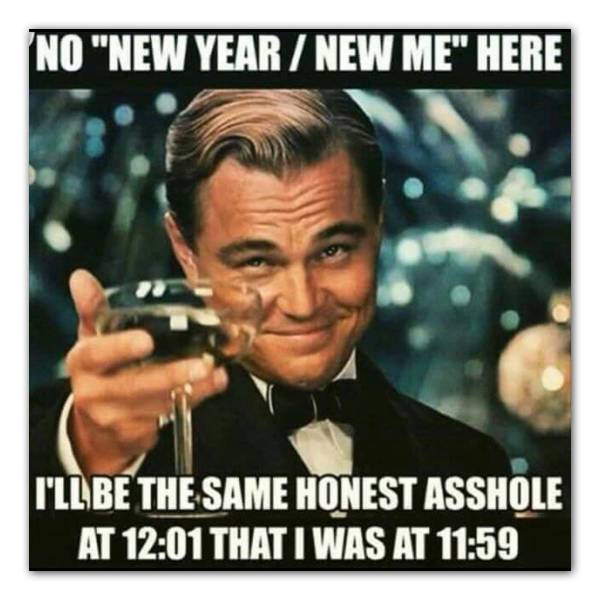 NO "NEW YEAR / NEW ME" HERE
I'LL BE THE SAME HONEST ASSHOLE
AT 12:01 THAT I WAS AT 11:59